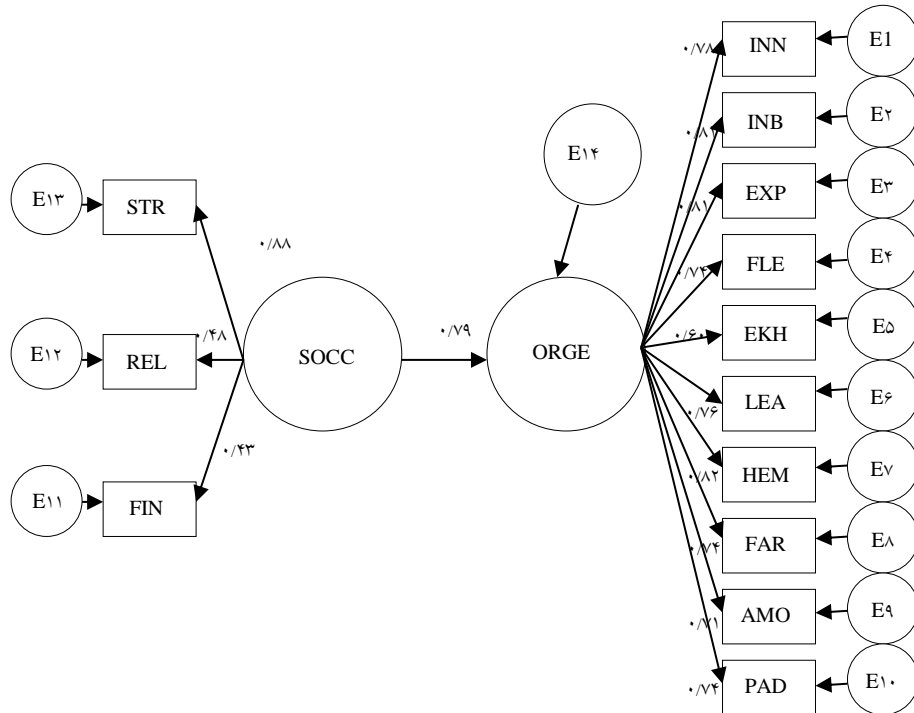 ۰/۷۸
INN
E1
INB
E۲
E۱۴
۰/۸۱
EXP
E۳
E۱۳
STR
۰/۸۸
۰/۷۴
FLE
E۴
۰/۷۹
۰/۶۰
EKH
E۵
E۱۲
REL
۰/۴۸
SOCC
ORGE
LEA
E۶
۰/۷۶
۰/۴۳
HEM
E۷
۰/۸۲
E۱۱
FIN
۰/۷۴
FAR
E۸
۰/۷۱
AMO
E۹
۰/۷۴
PAD
E۱۰